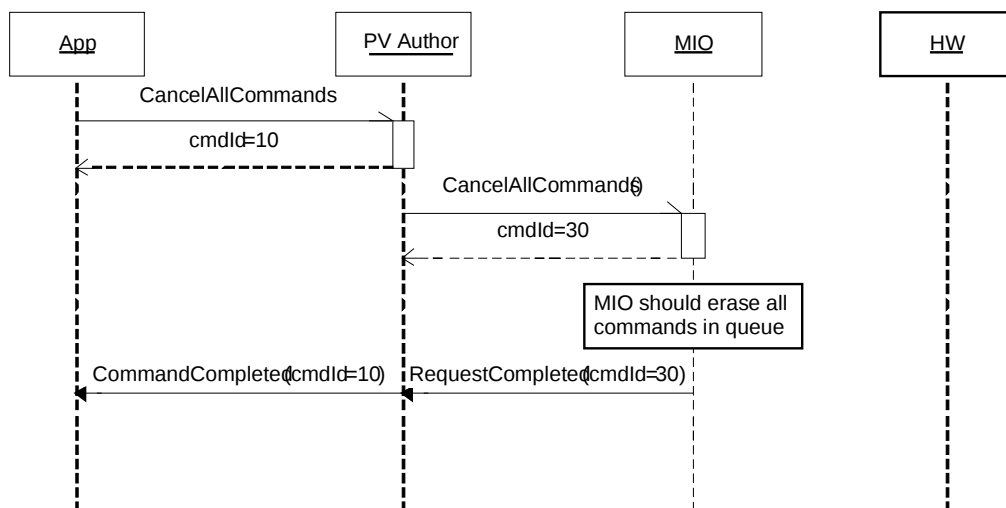 App
PV Author
MIO
HW
CancelAllCommands
cmdId=10
CancelAllCommands()
cmdId=30
MIO should erase all
commands in queue
CommandCompleted(cmdId=10)
RequestCompleted(cmdId=30)